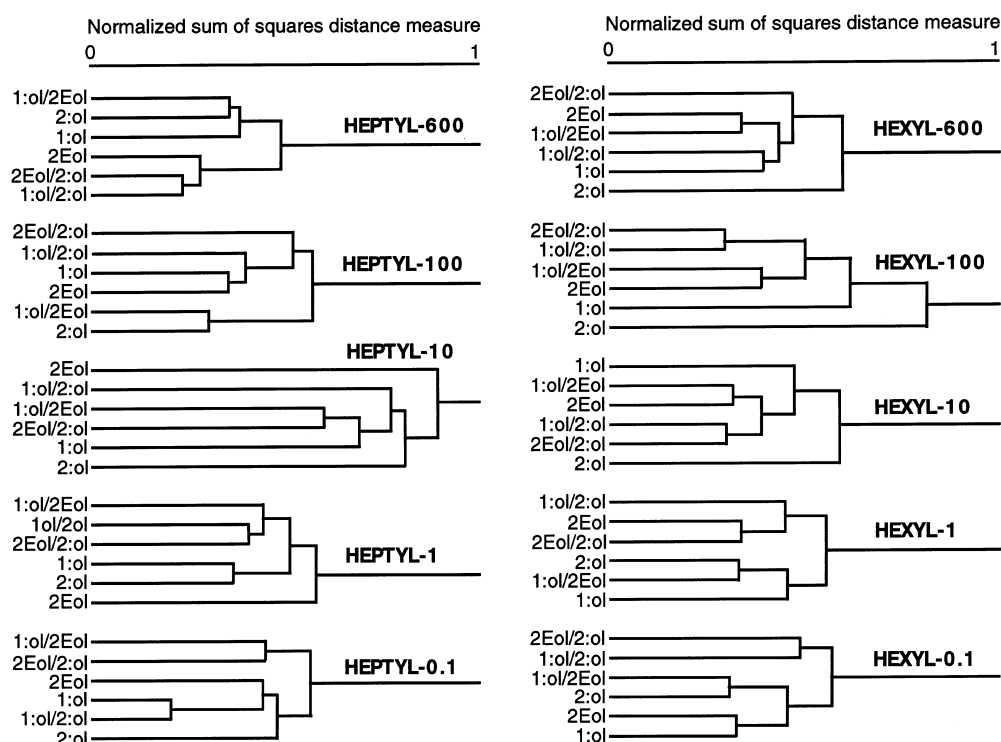 Normalized sum of squares distance measure
0 1
1:ol/2Eol
2:ol
1:ol
2Eol
2Eol/2:ol
1:ol/2:ol
HEPTYL-600
2Eol/2:ol
1:ol/2:ol
1:ol
2Eol
1:ol/2Eol
2:ol
HEPTYL-100
HEPTYL-10
2Eol
1:ol/2:ol
1:ol/2Eol
2Eol/2:ol
1:ol
2:ol
1:ol/2Eol
1ol/2ol
2Eol/2:ol
1:ol
2:ol
2Eol
HEPTYL-1
1:ol/2Eol
2Eol/2:ol
2Eol
1:ol
1:ol/2:ol
2:ol
HEPTYL-0.1
Normalized sum of squares distance measure
0 1
2Eol/2:ol
2Eol
1:ol/2Eol
1:ol/2:ol
1:ol
2:ol
HEXYL-600
2Eol/2:ol
1:ol/2:ol
1:ol/2Eol
2Eol
1:ol
2:ol
HEXYL-100
1:ol
1:ol/2Eol
2Eol
1:ol/2:ol
2Eol/2:ol
2:ol
HEXYL-10
1:ol/2:ol
2Eol
2Eol/2:ol
2:ol
1:ol/2Eol
1:ol
HEXYL-1
2Eol/2:ol
1:ol/2:ol
1:ol/2Eol
2:ol
2Eol
1:ol
HEXYL-0.1